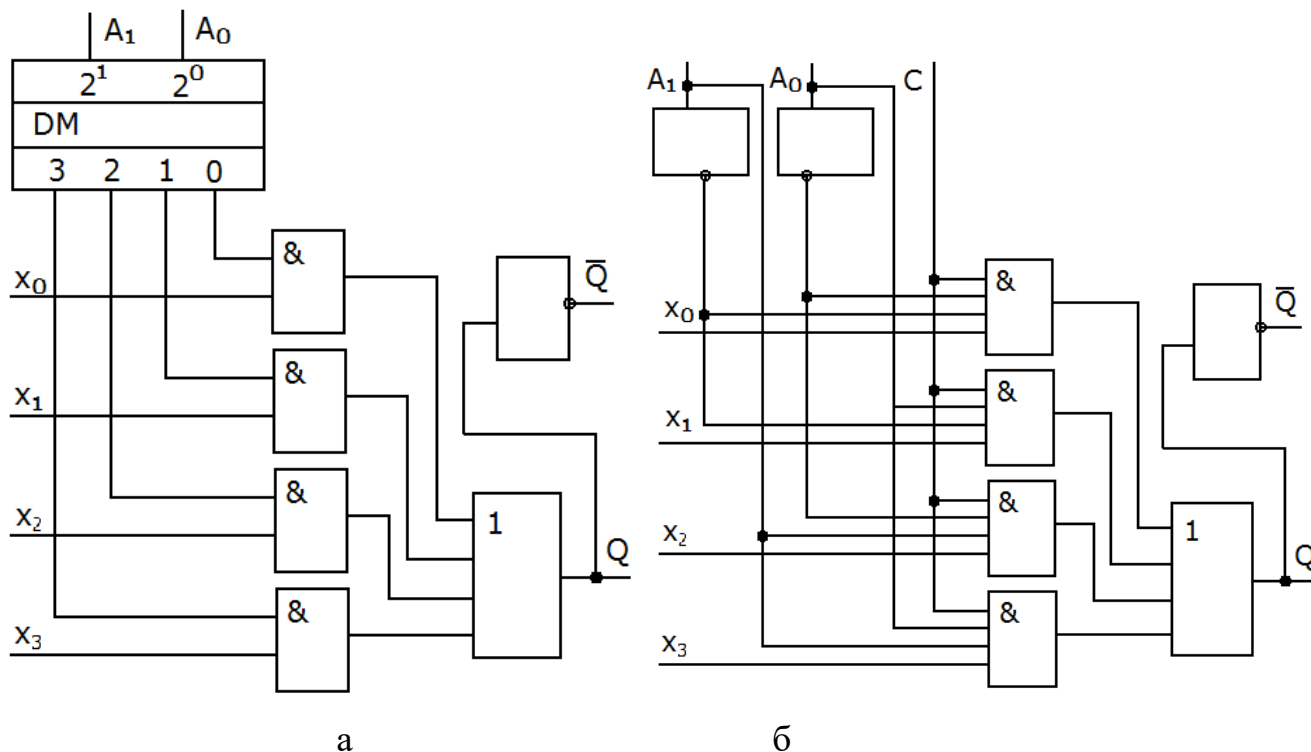 A₁ A₀
2¹ 2⁰
DM
3 2 1 0
&
x₀
&
x₁
&
x₂
&
x₃
1
Q̅
Q
а
A₁ A₀ C
&
x₀
&
x₁
&
x₂
&
x₃
1
Q̅
Q
б